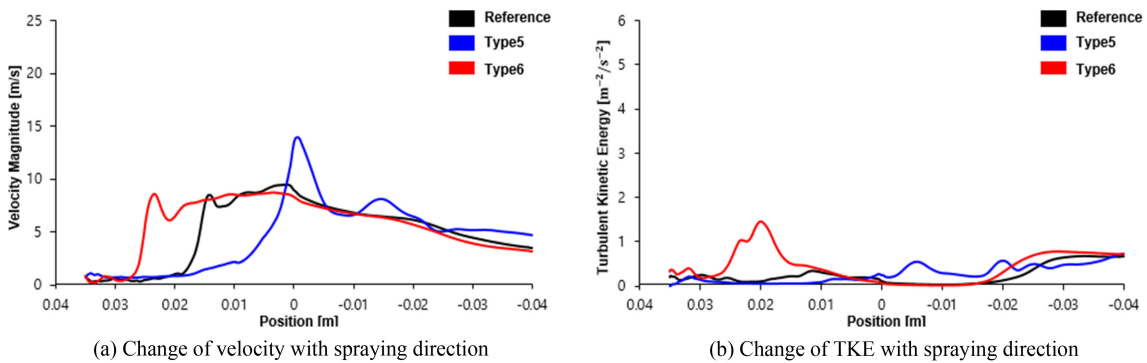 25
20
15
10
5
0
Velocity Magnitude [m/s]
Reference
Type5
Type6
0.04 0.03 0.02 0.01 0 -0.01 -0.02 -0.03 -0.04
Position [m]
(a) Change of velocity with spraying direction
6
5
4
3
2
1
0
Turbulent Kinetic Energy [m⁻²/s⁻²]
Reference
Type5
Type6
0.04 0.03 0.02 0.01 0 -0.01 -0.02 -0.03 -0.04
Position [m]
(b) Change of TKE with spraying direction